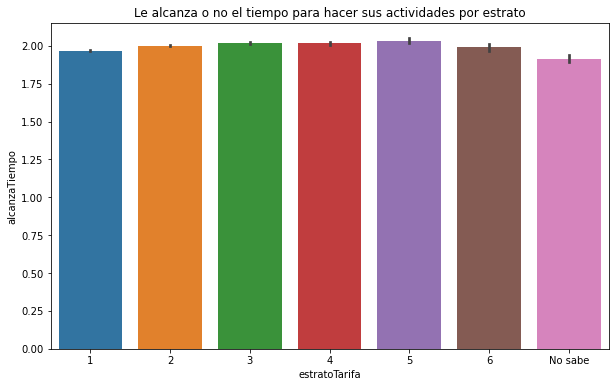 Le alcanza o no el tiempo para hacer sus actividades por estrato
alcanzaTiempo
2.00
1.75
1.50
1.25
1.00
0.75
0.50
0.25
0.00
1 2 3 4 5 6 No sabe
estratoTarifa